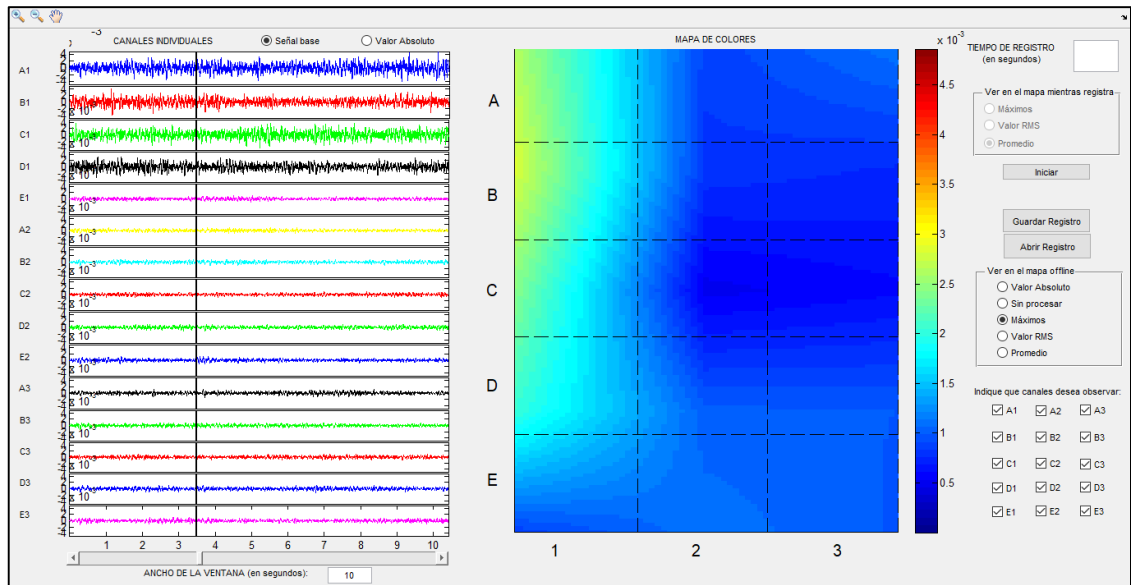 CANALES INDIVIDUALES
Señal base
Valor Absoluto
A1
B1
C1
D1
E1
A2
B2
C2
D2
E2
A3
B3
C3
D3
E3
1 2 3 4 5 6 7 8 9 10
ANCHO DE LA VENTANA (en segundos): 10
MAPA DE COLORES
A
B
C
D
E
1 2 3
x 10⁻³
4.5
4
3.5
3
2.5
2
1.5
1
0.5
TIEMPO DE REGISTRO
(en segundos)
Ver en el mapa mientras registra
Máximos
Valor RMS
Promedio
Iniciar
Guardar Registro
Abrir Registro
Ver en el mapa offline
Valor Absoluto
Sin procesar
Máximos
Valor RMS
Promedio
Indique que canales desea observar:
A1 A2 A3
B1 B2 B3
C1 C2 C3
D1 D2 D3
E1 E2 E3